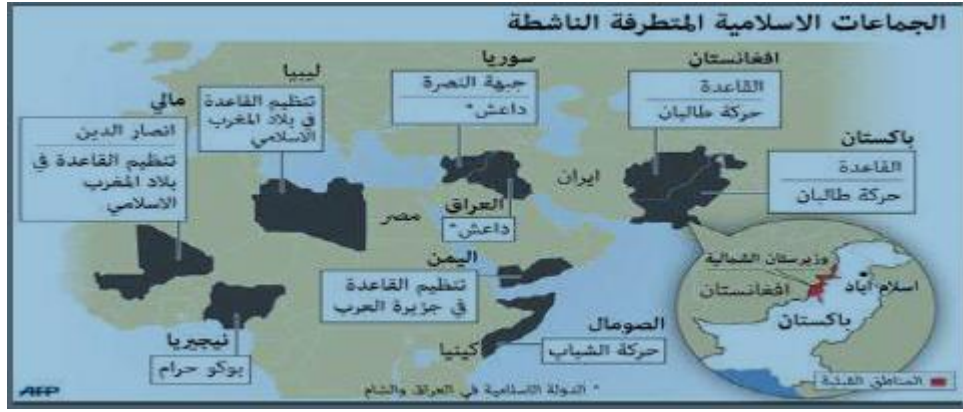 الجماعات الاسلامية المتطرفة الناشطة
افغانستان
القاعدة
حركة طالبان
باكستان
القاعدة
حركة طالبان
سوريا
جبهة النصرة
داعش*
ليبيا
تنظيم القاعدة
في بلاد المغرب
الاسلامي
مالي
انصار الدين
تنظيم القاعدة في
بلاد المغرب
الاسلامي
ايران
العراق
داعش*
مصر
اليمن
تنظيم القاعدة
في جزيرة العرب
الصومال
حركة الشباب
كينيا
نيجيريا
بوكو حرام
وزيرستان الشمالية
افغانستان
اسلام آباد
باكستان
المناطق القبلية
* الدولة الاسلامية في العراق والشام
AFP